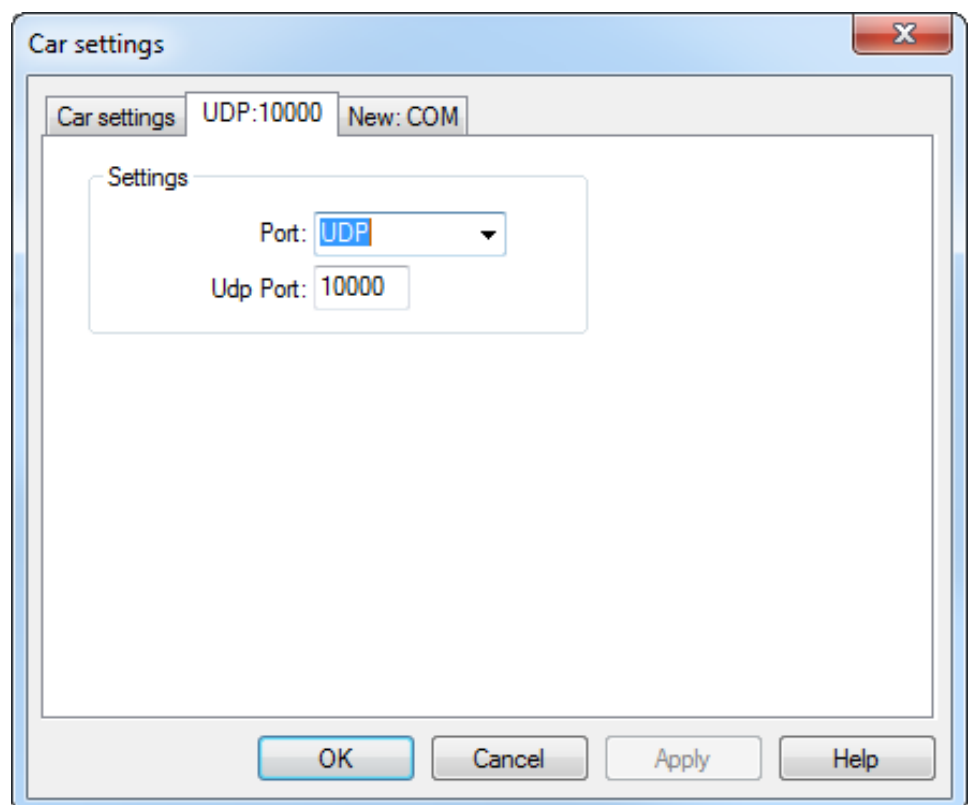 Car settings
Car settings UDP:10000 New: COM
Settings
Port: UDP
Udp Port: 10000
OK Cancel Apply Help